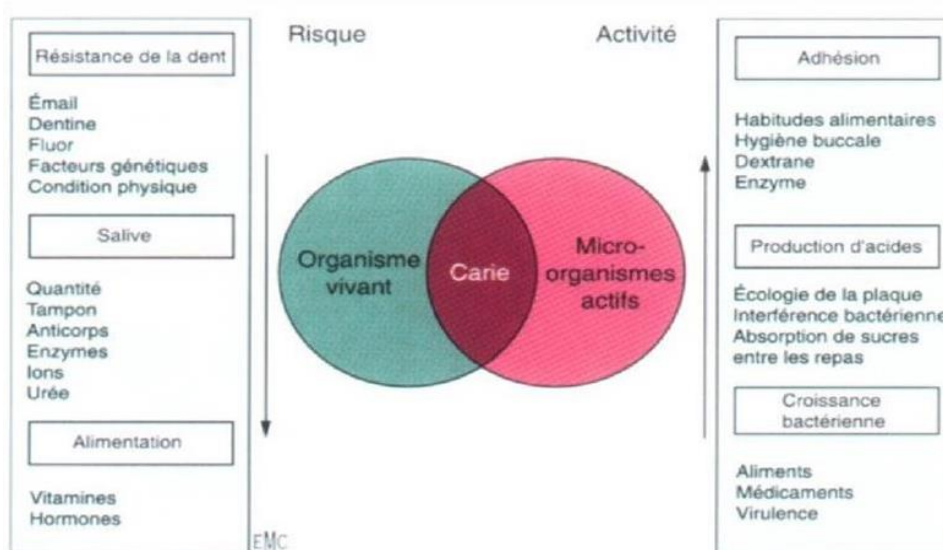 Résistance de la dent
Émail
Dentine
Fluor
Facteurs génétiques
Condition physique
Salive
Quantité
Tampon
Anticorps
Enzymes
Ions
Urée
Alimentation
Vitamines
Hormones
EMC
Risque
Activité
Organisme
vivant
Carie
Micro-
organismes
actifs
Adhésion
Habitudes alimentaires
Hygiène buccale
Dextrane
Enzyme
Production d'acides
Écologie de la plaque
Interférence bactérienne
Absorption de sucres
entre les repas
Croissance
bactérienne
Aliments
Médicaments
Virulence